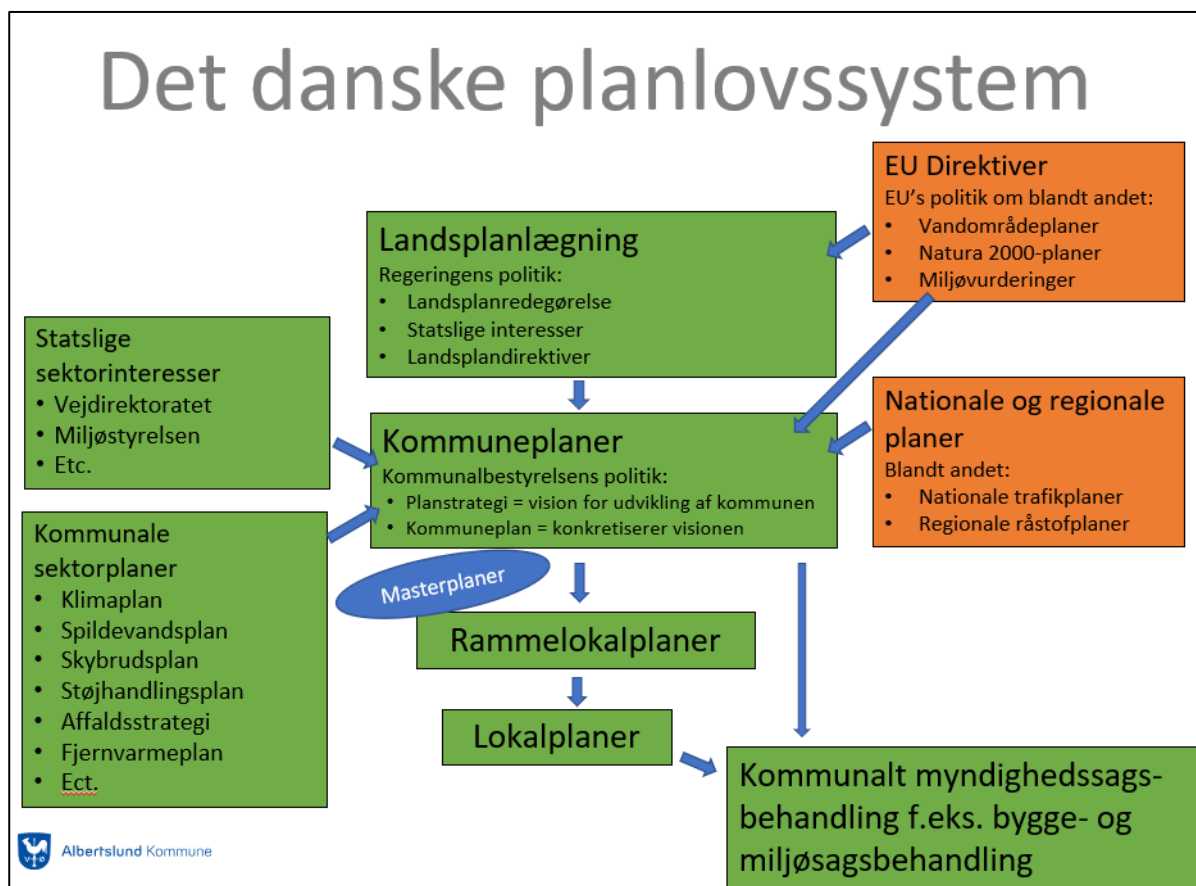 Det danske planlovssystem
EU Direktiver
EU's politik om blandt andet:
• Vandområdeplaner
• Natura 2000-planer
• Miljøvurderinger
Landsplanlægning
Regeringens politik:
• Landsplanredegørelse
• Statslige interesser
• Landsplandirektiver
Statslige
sektorinteresser
• Vejdirektoratet
• Miljøstyrelsen
• Etc.
Kommuneplaner
Kommunalbestyrelsens politik:
• Planstrategi = vision for udvikling af kommunen
• Kommuneplan = konkretiserer visionen
Nationale og regionale
planer
Blandt andet:
• Nationale trafikplaner
• Regionale råstofplaner
Kommunale
sektorplaner
• Klimaplan
• Spildevandsplan
• Skybrudsplan
• Støjhandlingsplan
• Affaldsstrategi
• Fjernvarmeplan
• Ect.
Masterplaner
Rammelokalplaner
Lokalplaner
Kommunalt myndighedssags-
behandling f.eks. bygge- og
miljøsagsbehandling
Albertslund Kommune